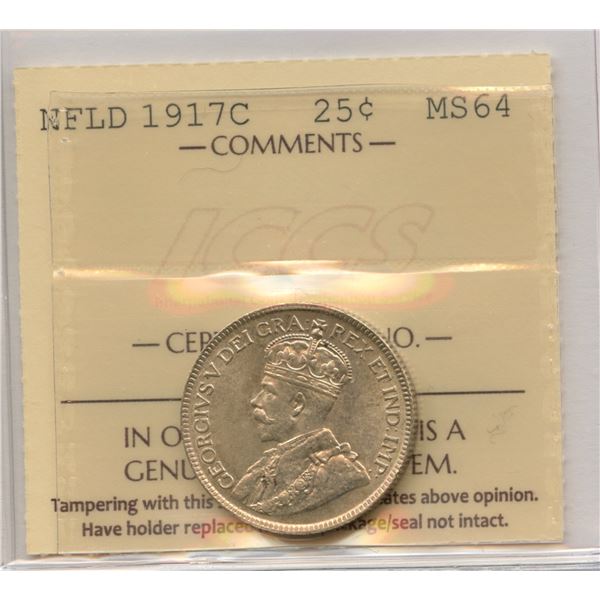 NFLD 1917C 25¢ MS64
— COMMENTS —
ICCS
— CER NO. —
GEORGIVS V DEI GRA: REX ET IND: IMP:
IN O IS A
GENU EM.
Tampering with this ates above opinion.
Have holder replaced kage/seal not intact.